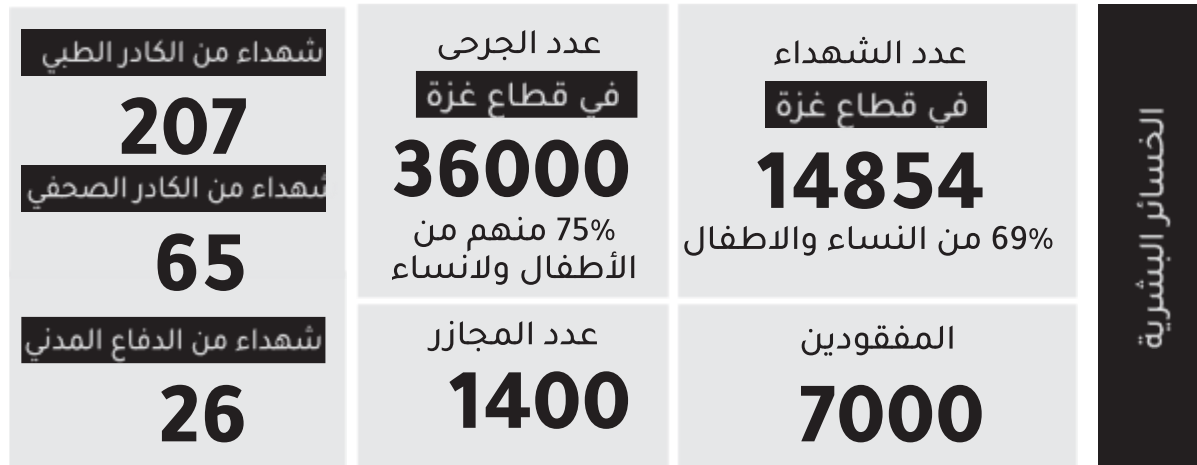 الخسائر البشرية
عدد الشهداء
في قطاع غزة
14854
69% من النساء والاطفال
عدد الجرحى
في قطاع غزة
36000
75% منهم من
الأطفال ولانساء
شهداء من الكادر الطبي
207
شهداء من الكادر الصحفي
65
شهداء من الدفاع المدني
26
المفقودين
7000
عدد المجازر
1400